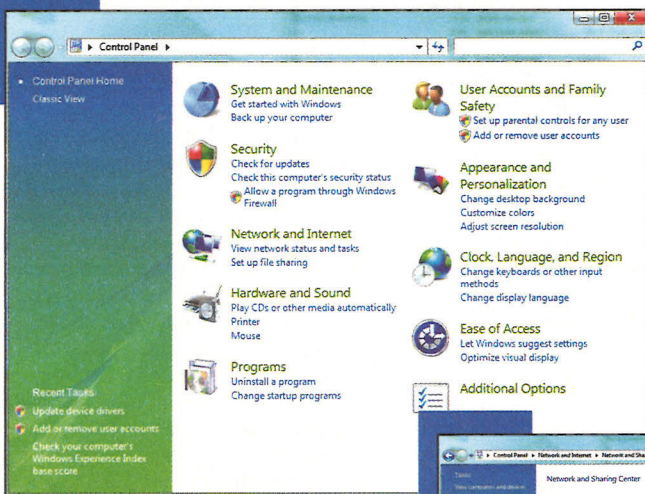 Control Panel
Control Panel Home
Classic View
System and Maintenance
Get started with Windows
Back up your computer
Security
Check for updates
Check this computer's security status
Allow a program through Windows
Firewall
Network and Internet
View network status and tasks
Set up file sharing
Hardware and Sound
Play CDs or other media automatically
Printer
Mouse
Programs
Uninstall a program
Change startup programs
User Accounts and Family
Safety
Set up parental controls for any user
Add or remove user accounts
Appearance and
Personalization
Change desktop background
Customize colors
Adjust screen resolution
Clock, Language, and Region
Change keyboards or other input
methods
Change display language
Ease of Access
Let Windows suggest settings
Optimize visual display
Additional Options
Recent Tasks
Update device drivers
Add or remove user accounts
Check your computer's
Windows Experience Index
base score
Control Panel Network and Internet Network and Sha
Tasks
View computers and devices
Network and Sharing Center